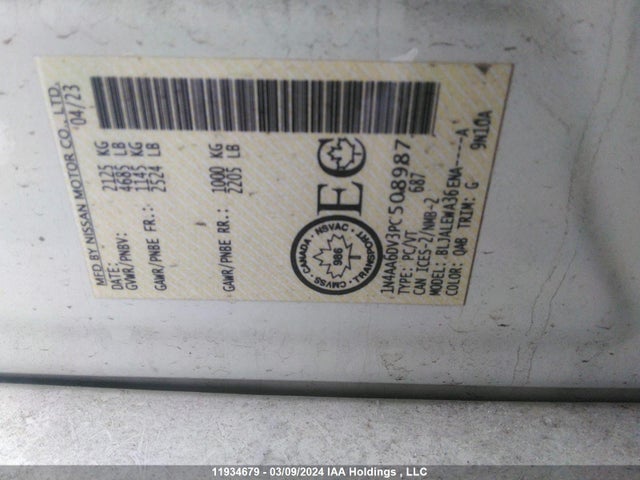 MFD BY NISSAN MOTOR CO., LTD.
DATE: 04/23
GVWR/PNBV: 2125 KG
4685 LB
GAWR/PNBE FR.: 1145 KG
2524 LB
GAWR/PNBE RR.: 1000 KG
2205 LB
CANADA · NSVAC · TRANSPORT · CMVSS
986
T
EC
1N4AA6DV3PC508987
TYPE: PC/VT 687
CAN ICES-2/NMB-2
MODEL: BLJALEWA36ENA-----A
COLOR: QAB TRIM: G 9N10A
11934679 - 03/09/2024 IAA Holdings , LLC